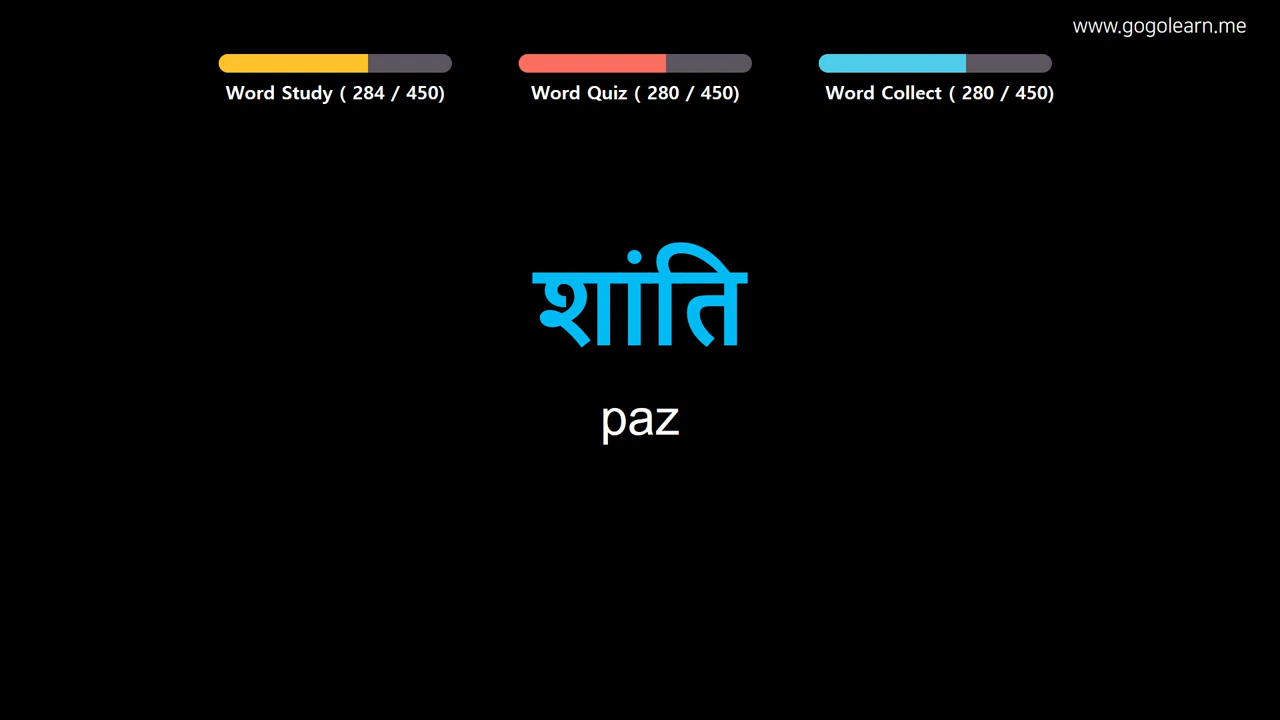 www.gogolearn.me
Word Study ( 284 / 450)
Word Quiz ( 280 / 450)
Word Collect ( 280 / 450)
शांति
paz